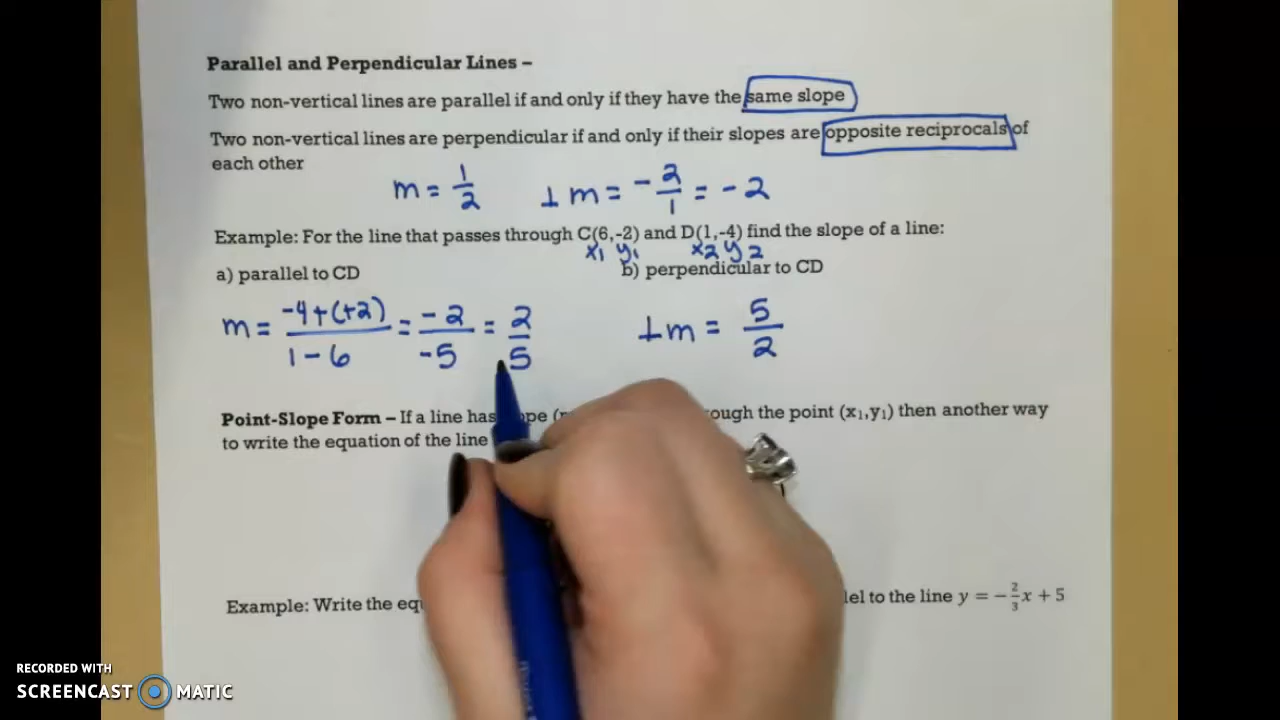 Parallel and Perpendicular Lines –
Two non-vertical lines are parallel if and only if they have the same slope
Two non-vertical lines are perpendicular if and only if their slopes are opposite reciprocals of
each other
m = 1/2 ⊥ m = -2/1 = -2
Example: For the line that passes through C(6,-2) and D(1,-4) find the slope of a line:
x1 y1 x2 y2
a) parallel to CD b) perpendicular to CD
m = -4+(+2)/1-6 = -2/-5 = 2/5 ⊥m = 5/2
Point-Slope Form – If a line has the point (x₁,y₁) then another way
to write the equation of the line
Example: Write the to the line y = -2/3x + 5
RECORDED WITH
SCREENCAST MATIC